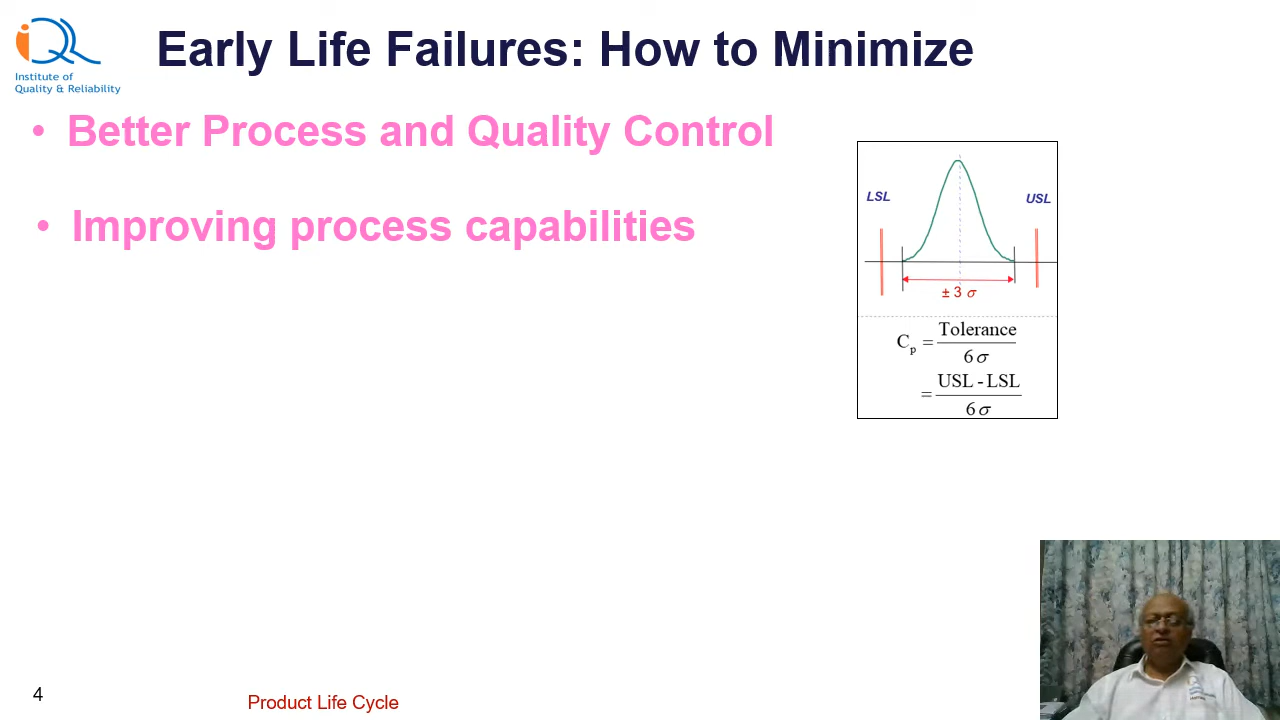 iQR
Institute of
Quality & Reliability
Early Life Failures: How to Minimize
• Better Process and Quality Control
• Improving process capabilities
LSL
USL
± 3 σ
Cp = Tolerance / 6σ
= USL - LSL / 6σ
4
Product Life Cycle